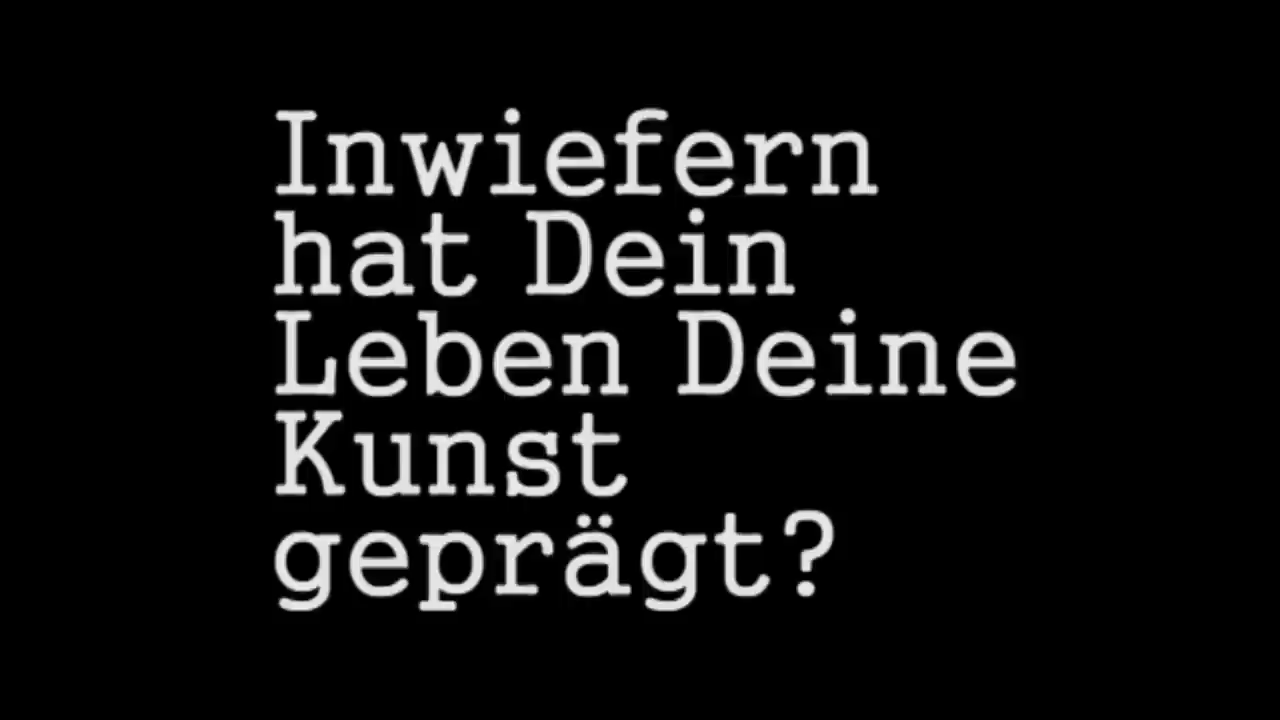 Inwiefern
hat Dein
Leben Deine
Kunst
geprägt?